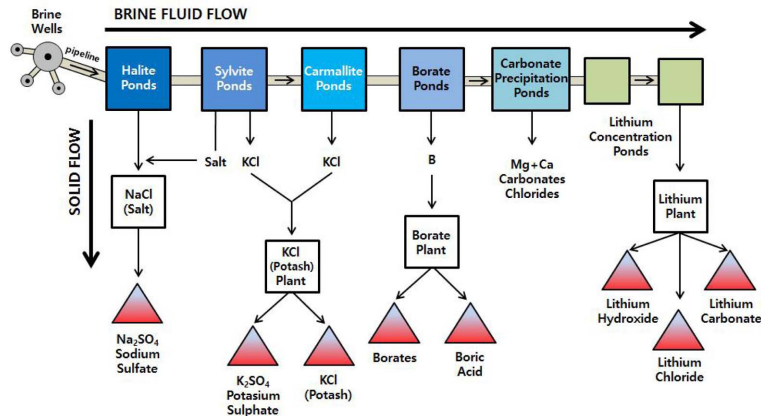 BRINE FLUID FLOW
Brine
Wells
pipeline
Halite
Ponds
Sylvite
Ponds
Carmallite
Ponds
Borate
Ponds
Carbonate
Precipitation
Ponds
Lithium
Concentration
Ponds
SOLID FLOW
Salt
KCl
KCl
B
Mg+Ca
Carbonates
Chlorides
NaCl
(Salt)
KCl
(Potash)
Plant
Borate
Plant
Lithium
Plant
Na₂SO₄
Sodium
Sulfate
K₂SO₄
Potasium
Sulphate
KCl
(Potash)
Borates
Boric
Acid
Lithium
Hydroxide
Lithium
Chloride
Lithium
Carbonate